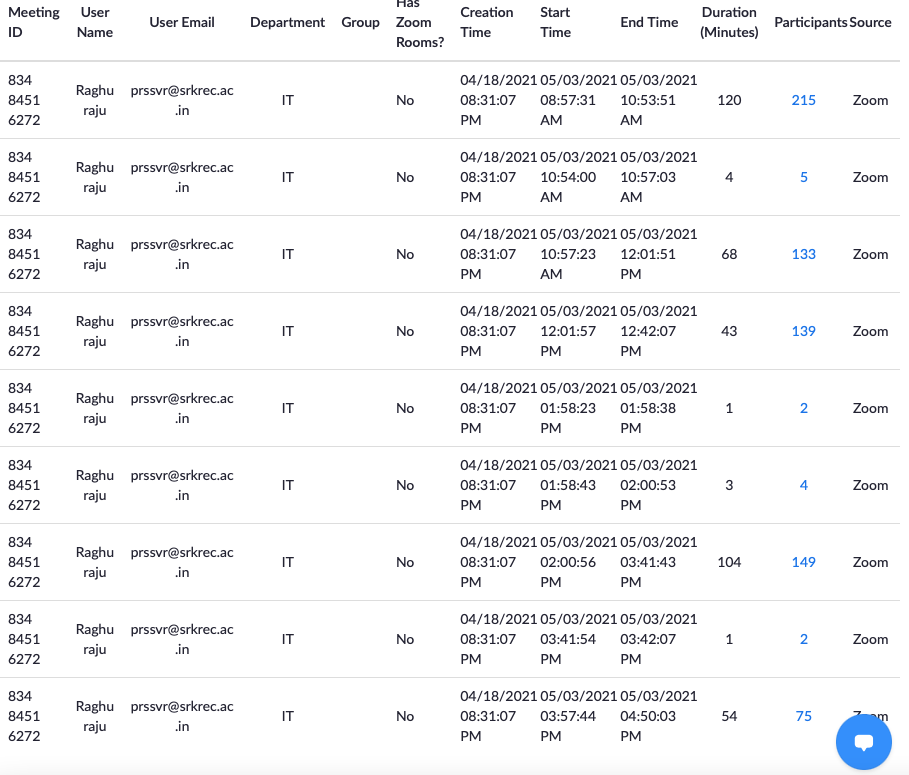 Meeting ID User Name User Email Department Group Has Zoom Rooms? Creation Time Start Time End Time Duration (Minutes) Participants Source
834 8451 6272 Raghu raju prssvr@srkrec.ac.in IT No 04/18/2021 08:31:07 PM 05/03/2021 08:57:31 AM 05/03/2021 10:53:51 AM 120 215 Zoom
834 8451 6272 Raghu raju prssvr@srkrec.ac.in IT No 04/18/2021 08:31:07 PM 05/03/2021 10:54:00 AM 05/03/2021 10:57:03 AM 4 5 Zoom
834 8451 6272 Raghu raju prssvr@srkrec.ac.in IT No 04/18/2021 08:31:07 PM 05/03/2021 10:57:23 AM 05/03/2021 12:01:51 PM 68 133 Zoom
834 8451 6272 Raghu raju prssvr@srkrec.ac.in IT No 04/18/2021 08:31:07 PM 05/03/2021 12:01:57 PM 05/03/2021 12:42:07 PM 43 139 Zoom
834 8451 6272 Raghu raju prssvr@srkrec.ac.in IT No 04/18/2021 08:31:07 PM 05/03/2021 01:58:23 PM 05/03/2021 01:58:38 PM 1 2 Zoom
834 8451 6272 Raghu raju prssvr@srkrec.ac.in IT No 04/18/2021 08:31:07 PM 05/03/2021 01:58:43 PM 05/03/2021 02:00:53 PM 3 4 Zoom
834 8451 6272 Raghu raju prssvr@srkrec.ac.in IT No 04/18/2021 08:31:07 PM 05/03/2021 02:00:56 PM 05/03/2021 03:41:43 PM 104 149 Zoom
834 8451 6272 Raghu raju prssvr@srkrec.ac.in IT No 04/18/2021 08:31:07 PM 05/03/2021 03:41:54 PM 05/03/2021 03:42:07 PM 1 2 Zoom
834 8451 6272 Raghu raju prssvr@srkrec.ac.in IT No 04/18/2021 08:31:07 PM 05/03/2021 03:57:44 PM 05/03/2021 04:50:03 PM 54 75 Zoom